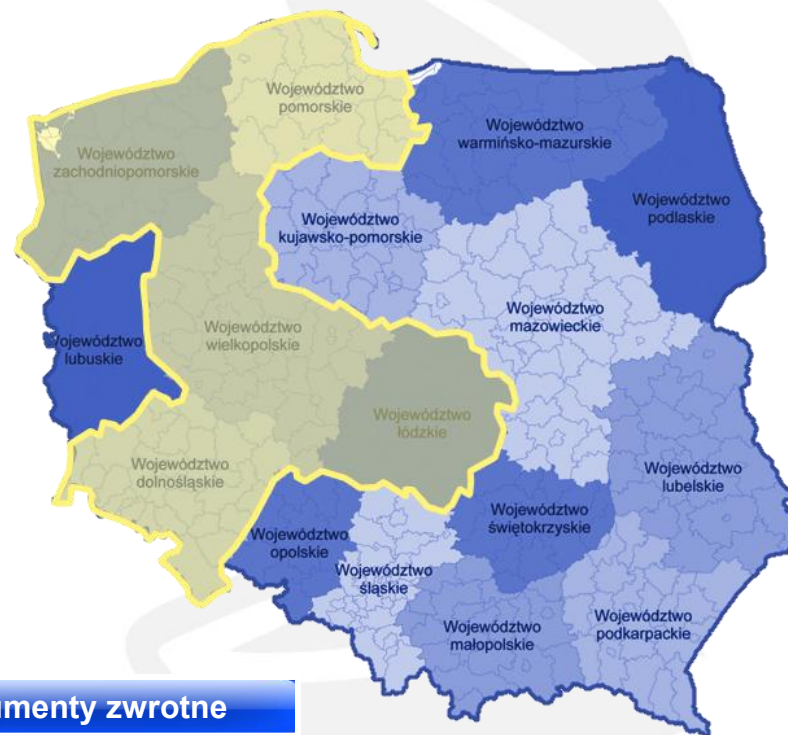 Województwo
pomorskie
Województwo
zachodniopomorskie
Województwo
warmińsko-mazurskie
Województwo
podlaskie
Województwo
kujawsko-pomorskie
Województwo
mazowieckie
Województwo
wielkopolskie
ojewództwo
lubuskie
Województwo
łódzkie
Województwo
dolnośląskie
Województwo
lubelskie
Województwo
świętokrzyskie
Województwo
opolskie
Województwo
śląskie
Województwo
podkarpackie
Województwo
małopolskie
umenty zwrotne